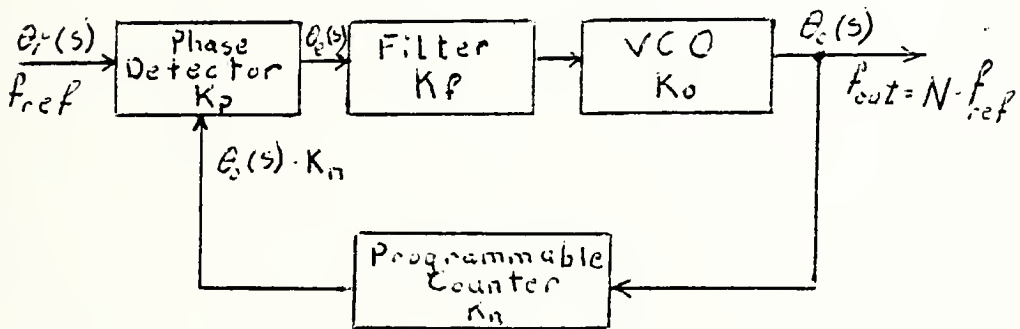 θi(s)
fref
Phase
Detector
Kp
θe(s)
Filter
Kf
VCO
Ko
θo(s)
fout = N · fref
θo(s) · Kn
Programmable
Counter
Kn